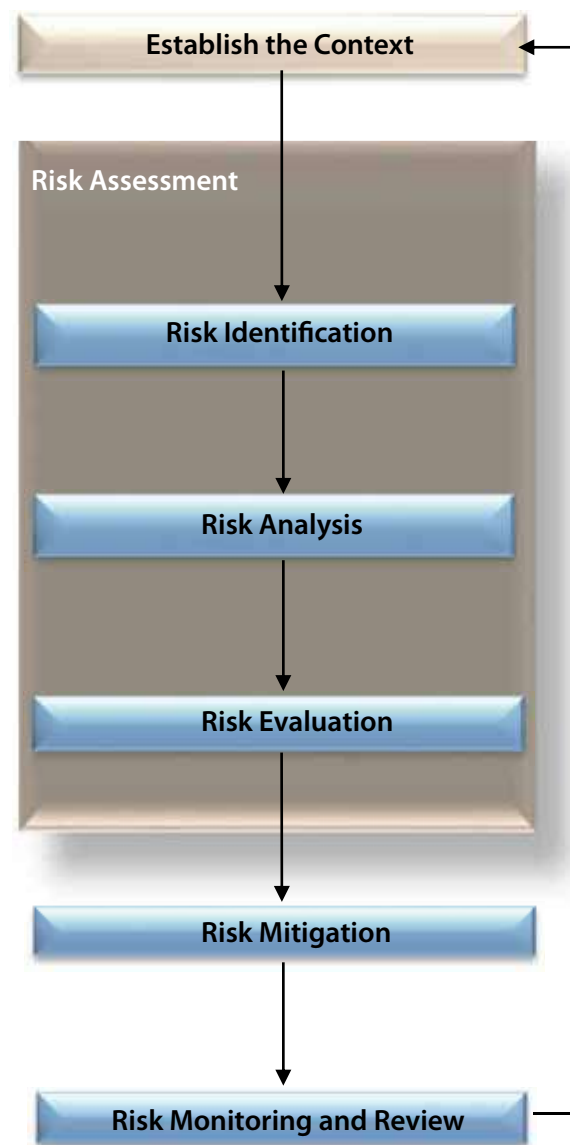 Establish the Context
Risk Assessment
Risk Identification
Risk Analysis
Risk Evaluation
Risk Mitigation
Risk Monitoring and Review